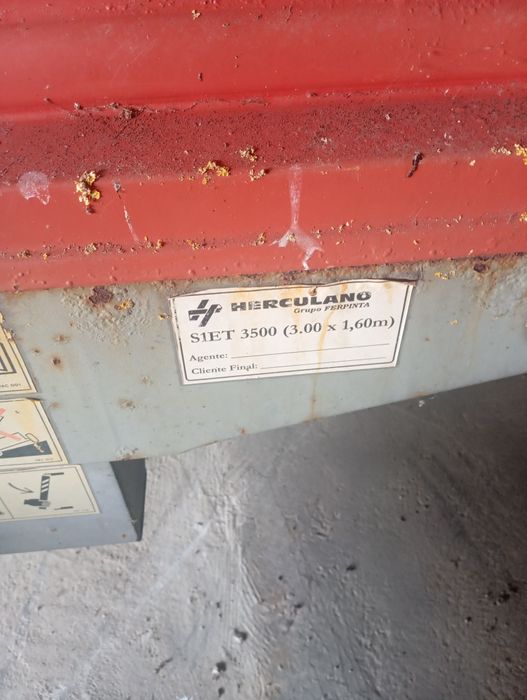 HERCULANO
Grupo FERPINTA
S1ET 3500 (3.00 x 1,60m)
Agente:
Cliente Final: